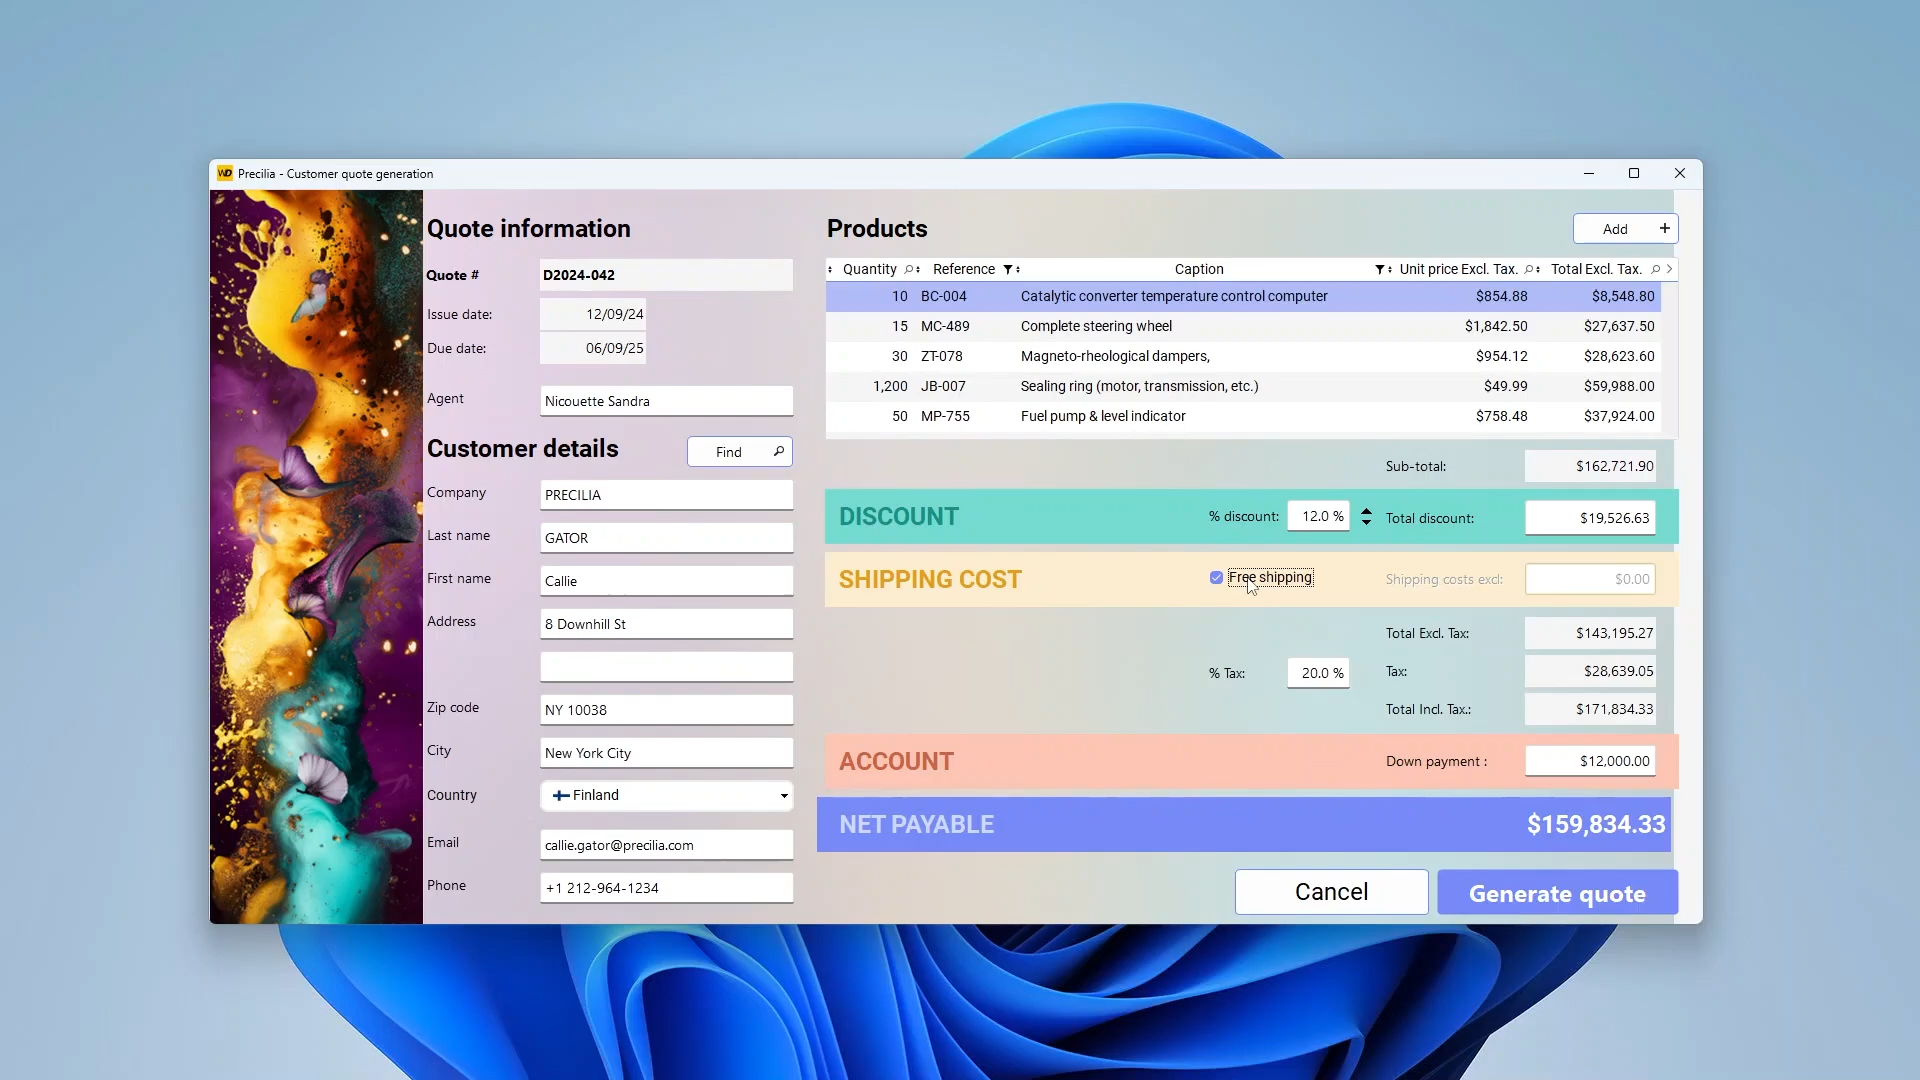 WD Precilia - Customer quote generation
Quote information
Quote # D2024-042
Issue date: 12/09/24
Due date: 06/09/25
Agent Nicouette Sandra
Customer details Find
Company PRECILIA
Last name GATOR
First name Callie
Address 8 Downhill St
Zip code NY 10038
City New York City
Country Finland
Email callie.gator@precilia.com
Phone +1 212-964-1234
Products Add +
Quantity Reference Caption Unit price Excl. Tax. Total Excl. Tax.
10 BC-004 Catalytic converter temperature control computer $854.88 $8,548.80
15 MC-489 Complete steering wheel $1,842.50 $27,637.50
30 ZT-078 Magneto-rheological dampers, $954.12 $28,623.60
1,200 JB-007 Sealing ring (motor, transmission, etc.) $49.99 $59,988.00
50 MP-755 Fuel pump & level indicator $758.48 $37,924.00
Sub-total: $162,721.90
DISCOUNT % discount: 12.0 % Total discount: $19,526.63
SHIPPING COST Free shipping Shipping costs excl: $0.00
Total Excl. Tax: $143,195.27
% Tax: 20.0 % Tax: $28,639.05
Total Incl. Tax.: $171,834.33
ACCOUNT Down payment : $12,000.00
NET PAYABLE $159,834.33
Cancel Generate quote